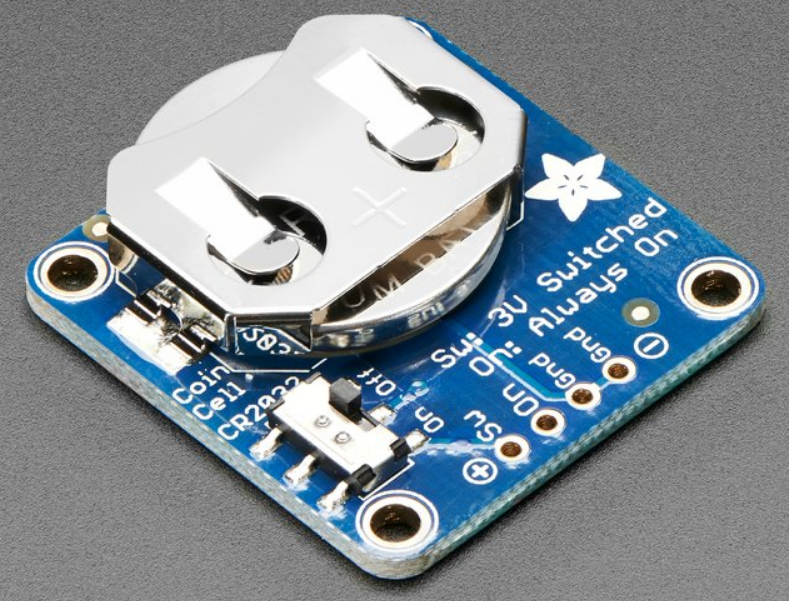 Sw: 3V Switched
On: Always On
Gnd
Gnd
On
Sw
Off
On
Coin
Cell
CR2032